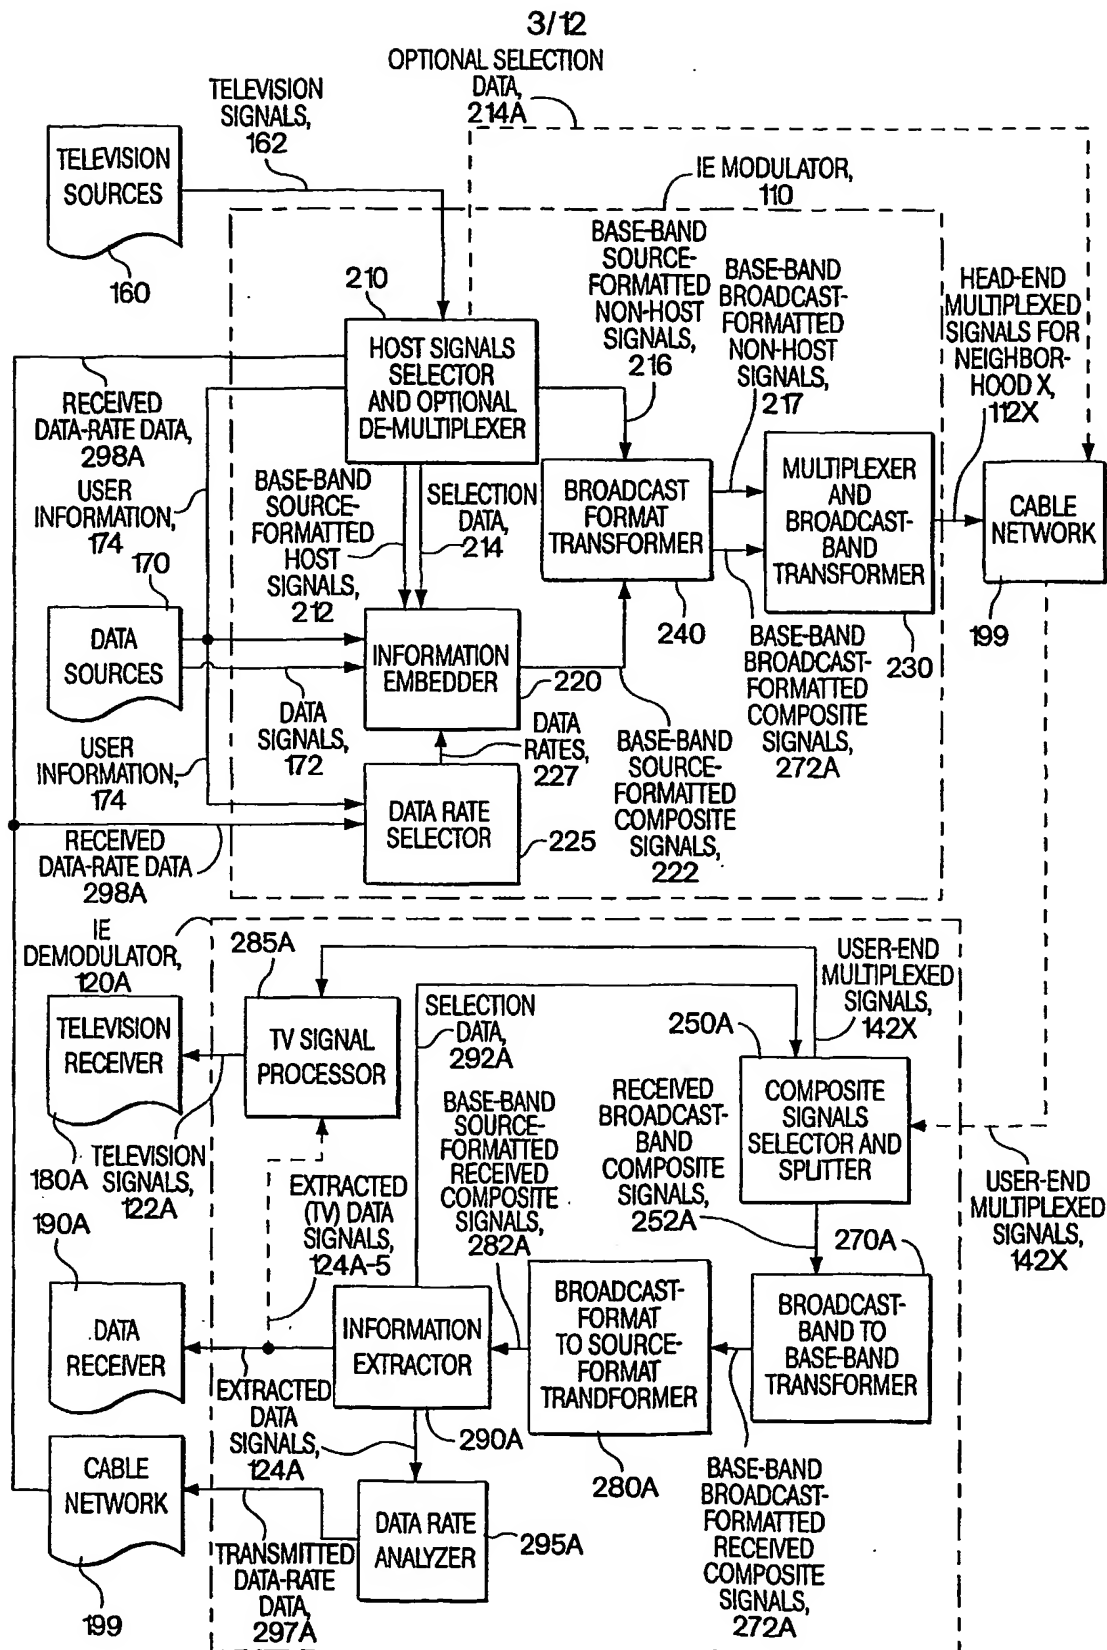 3/12
OPTIONAL SELECTION
DATA,
214A
TELEVISION
SIGNALS,
162
TELEVISION
SOURCES
160
IE MODULATOR,
110
210
HOST SIGNALS
SELECTOR
AND OPTIONAL
DE-MULTIPLEXER
BASE-BAND
SOURCE-
FORMATTED
NON-HOST
SIGNALS,
216
BASE-BAND
BROADCAST-
FORMATTED
NON-HOST
SIGNALS,
217
HEAD-END
MULTIPLEXED
SIGNALS FOR
NEIGHBOR-
HOOD X,
112X
RECEIVED
DATA-RATE DATA,
298A
USER
INFORMATION,
174
BASE-BAND
SOURCE-
FORMATTED
HOST
SIGNALS,
212
SELECTION
DATA,
214
BROADCAST
FORMAT
TRANSFORMER
240
MULTIPLEXER
AND
BROADCAST-
BAND
TRANSFORMER
230
CABLE
NETWORK
199
170
DATA
SOURCES
DATA
SIGNALS,
172
INFORMATION
EMBEDDER
220
DATA
RATES,
227
BASE-BAND
SOURCE-
FORMATTED
COMPOSITE
SIGNALS,
222
BASE-BAND
BROADCAST-
FORMATTED
COMPOSITE
SIGNALS,
272A
USER
INFORMATION,
174
DATA RATE
SELECTOR
225
RECEIVED
DATA-RATE DATA
298A
IE
DEMODULATOR,
120A
285A
TV SIGNAL
PROCESSOR
TELEVISION
RECEIVER
180A
TELEVISION
SIGNALS,
122A
SELECTION
DATA,
292A
USER-END
MULTIPLEXED
SIGNALS,
142X
250A
COMPOSITE
SIGNALS
SELECTOR AND
SPLITTER
USER-END
MULTIPLEXED
SIGNALS,
142X
BASE-BAND
SOURCE-
FORMATTED
RECEIVED
COMPOSITE
SIGNALS,
282A
RECEIVED
BROADCAST-
BAND
COMPOSITE
SIGNALS,
252A
EXTRACTED
(TV) DATA
SIGNALS,
124A-5
190A
DATA
RECEIVER
INFORMATION
EXTRACTOR
290A
BROADCAST-
FORMAT
TO SOURCE-
FORMAT
TRANDFORMER
280A
270A
BROADCAST-
BAND TO
BASE-BAND
TRANSFORMER
EXTRACTED
DATA
SIGNALS,
124A
BASE-BAND
BROADCAST-
FORMATTED
RECEIVED
COMPOSITE
SIGNALS,
272A
CABLE
NETWORK
199
TRANSMITTED
DATA-RATE
DATA,
297A
DATA RATE
ANALYZER
295A